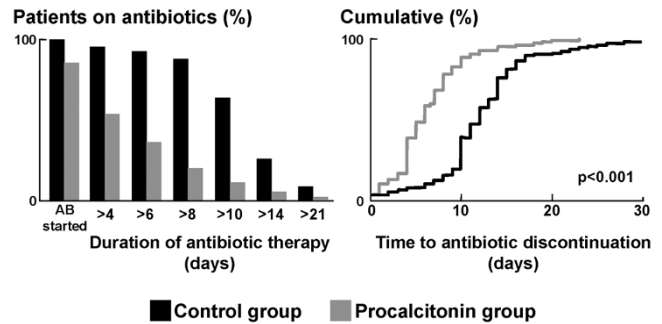 Patients on antibiotics (%)
100
0
AB
started
>4
>6
>8
>10
>14
>21
Duration of antibiotic therapy
(days)
Cumulative (%)
100
0
p<0.001
0
10
20
30
Time to antibiotic discontinuation
(days)
Control group
Procalcitonin group